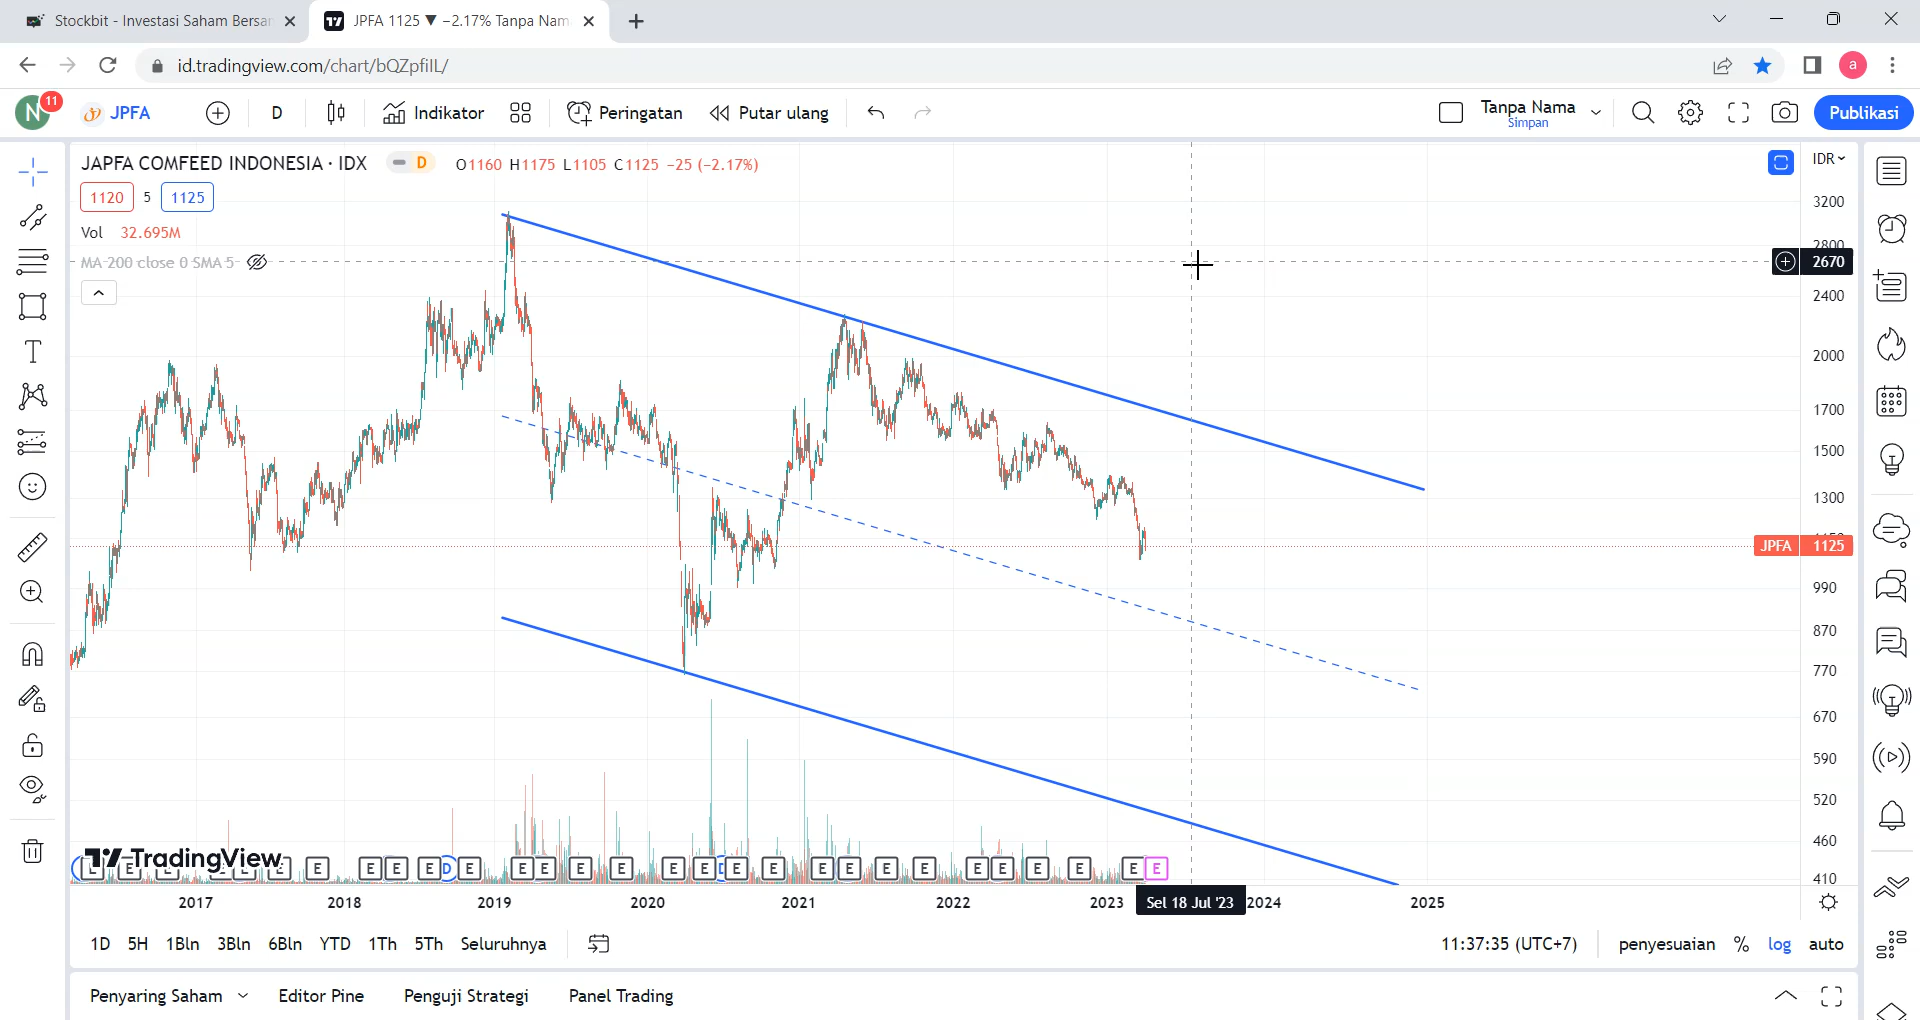 Stockbit - Investasi Saham Bersar
JPFA 1125 ▼ −2.17% Tanpa Nam
id.tradingview.com/chart/bQZpfiIL/
a
N 11 JPFA D Indikator Peringatan Putar ulang Tanpa Nama Simpan Publikasi
JAPFA COMFEED INDONESIA · IDX D O1160 H1175 L1105 C1125 −25 (−2.17%)
IDR
1120 5 1125
Vol 32.695M
MA 200 close 0 SMA 5
3200
2800
2670
2400
2000
1700
1500
1300
JPFA 1125
990
870
770
670
590
520
460
410
TradingView
E E E E E D E E E E E E E D E E E E E E E E E E E E
2017 2018 2019 2020 2021 2022 2023 Sel 18 Jul '23 2024 2025
1D 5H 1Bln 3Bln 6Bln YTD 1Th 5Th Seluruhnya 11:37:35 (UTC+7) penyesuaian % log auto
Penyaring Saham Editor Pine Penguji Strategi Panel Trading